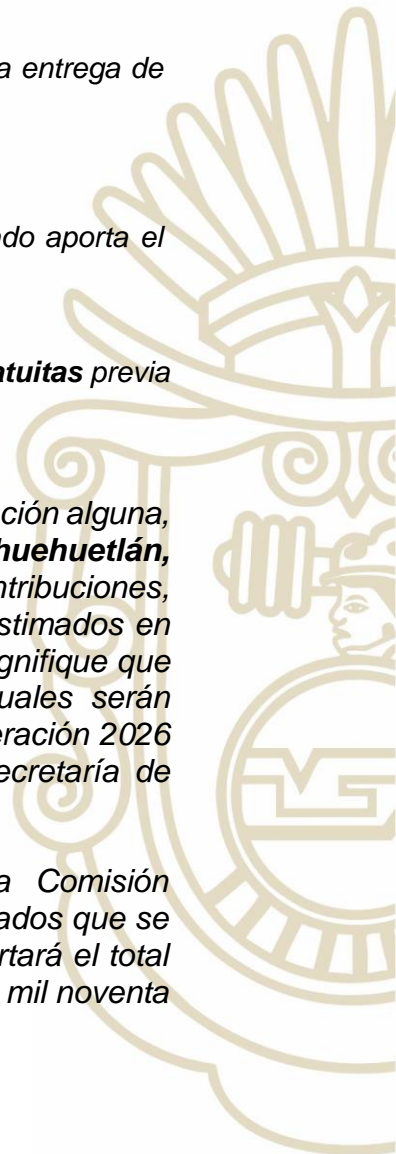 a entrega de
do aporta el
atuitas previa
ción alguna,
huehuetlán,
ntribuciones,
stimados en
gnifique que
uales serán
eración 2026
ecretaría de
a Comisión
ados que se
rtará el total
mil noventa